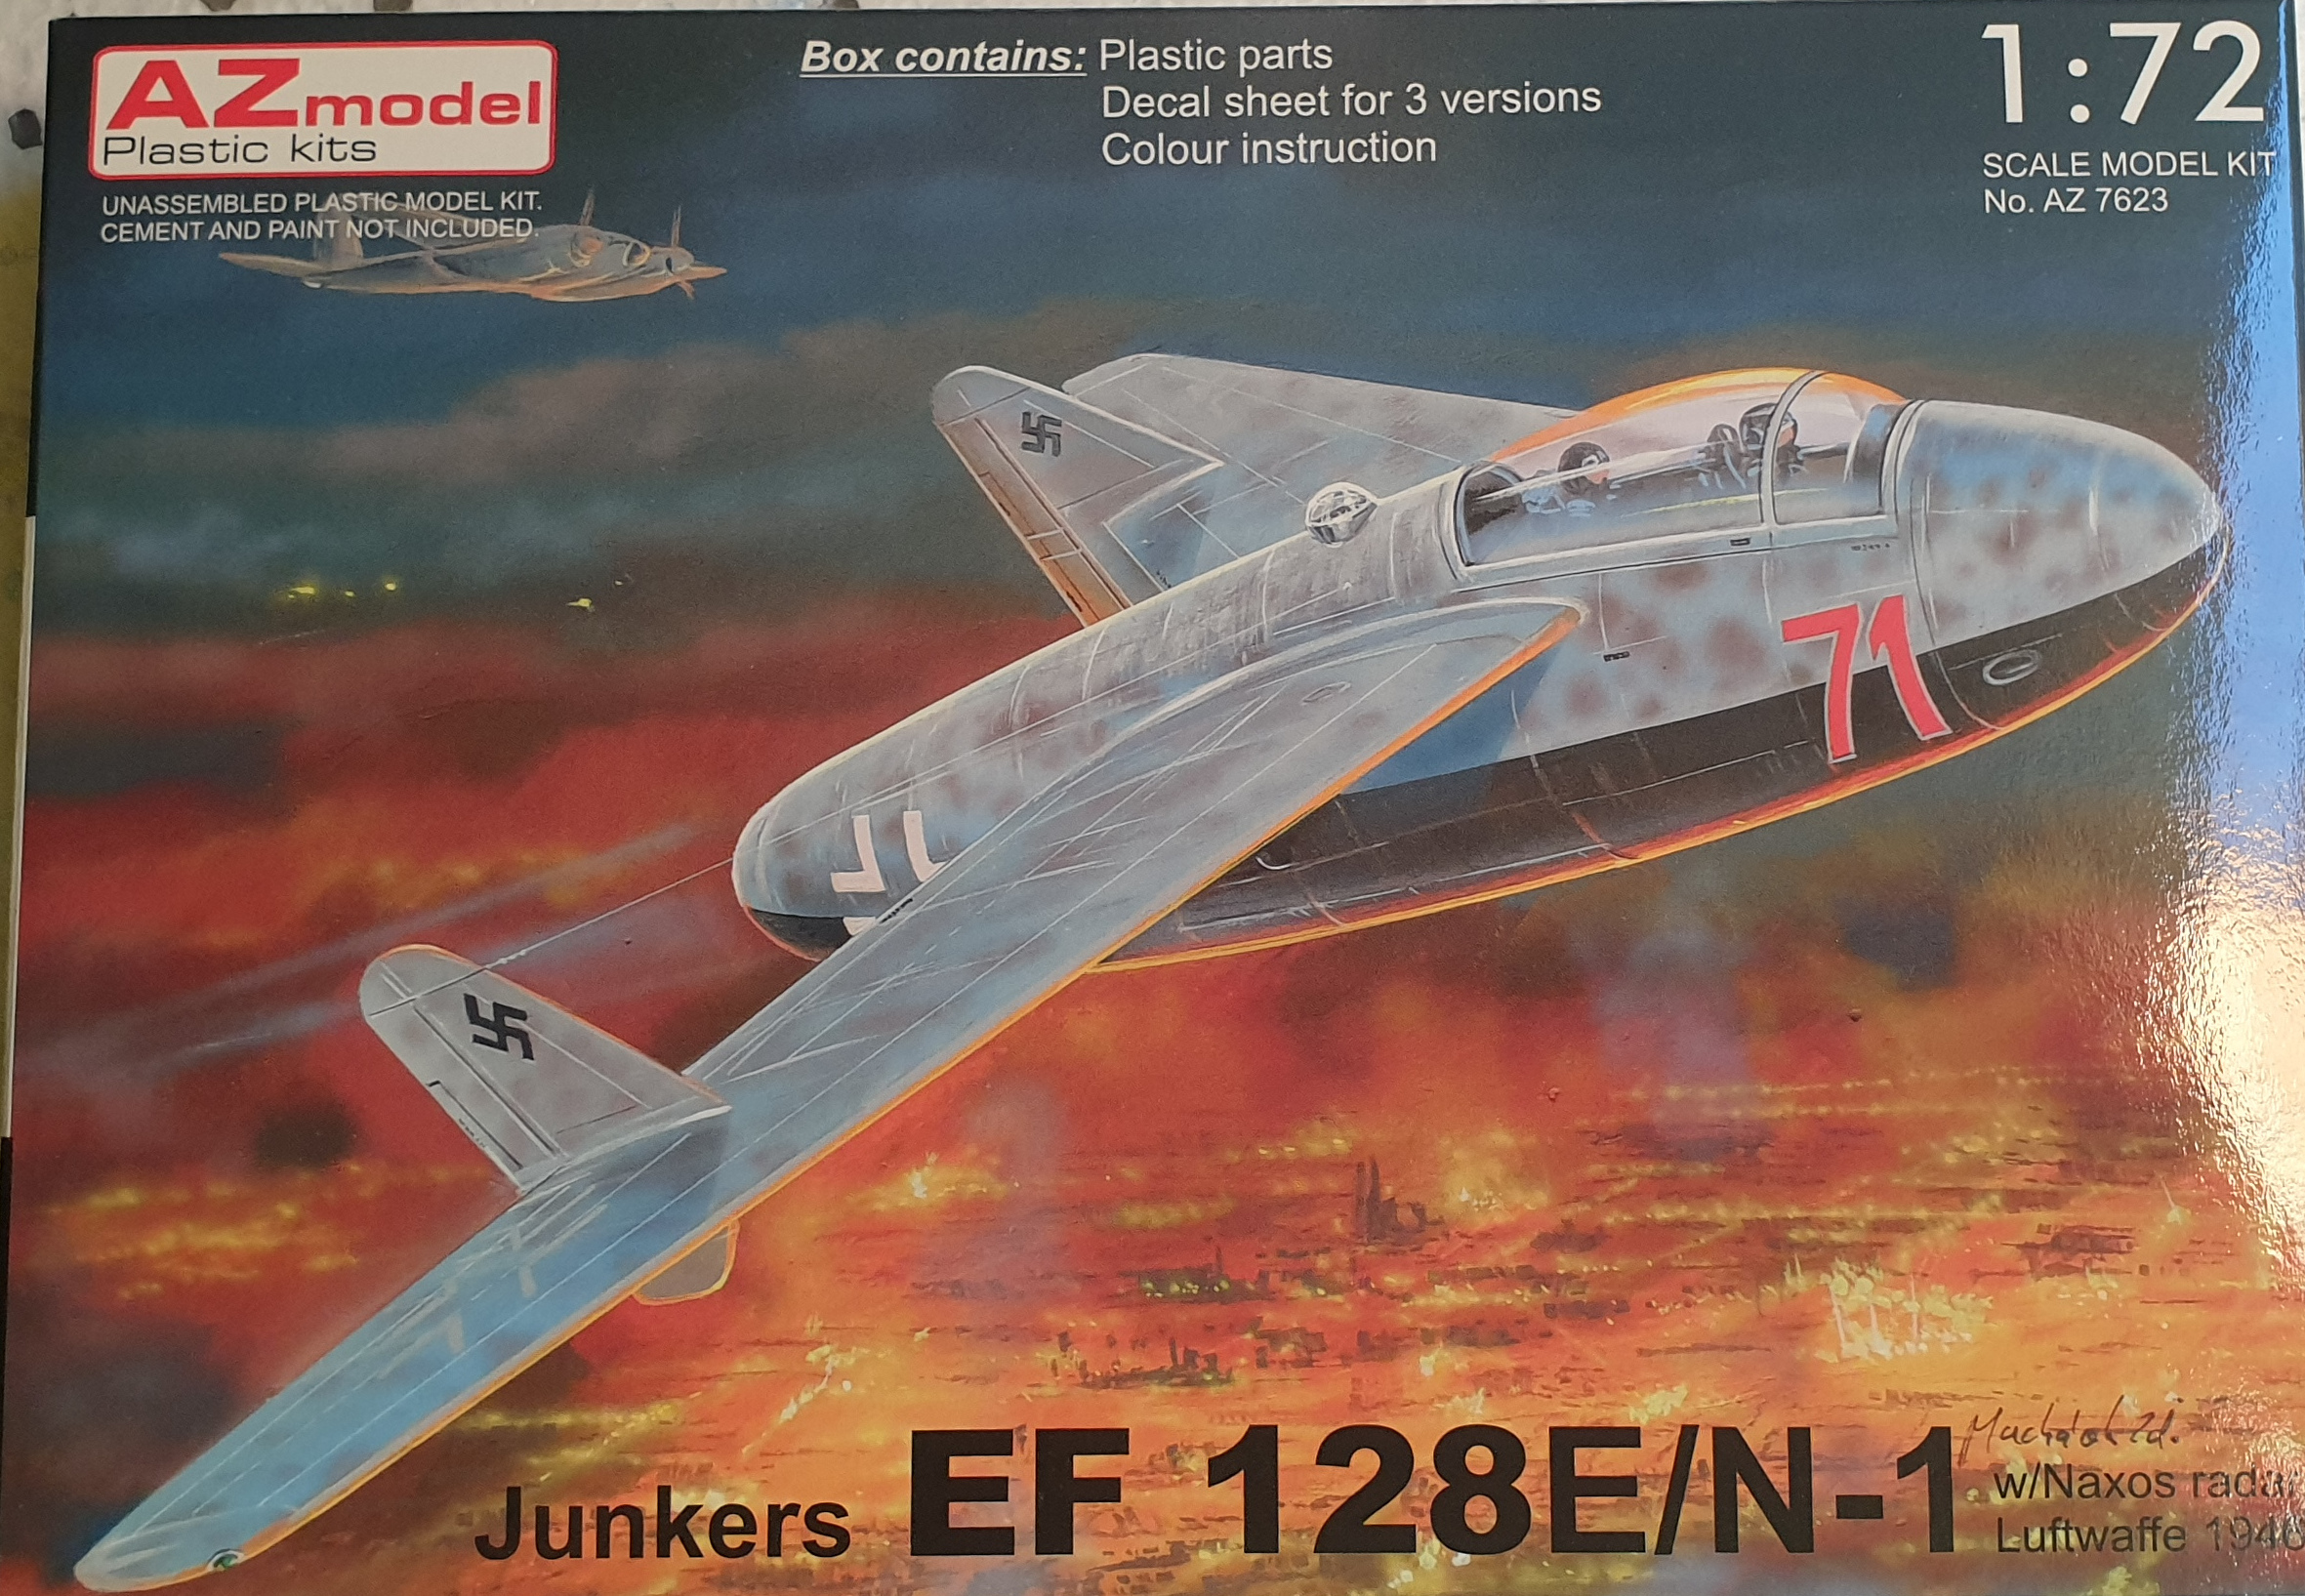 AZmodel
Plastic kits
UNASSEMBLED PLASTIC MODEL KIT.
CEMENT AND PAINT NOT INCLUDED.
Box contains: Plastic parts
Decal sheet for 3 versions
Colour instruction
1:72
SCALE MODEL KIT
No. AZ 7623
71
Junkers EF 128E/N-1
w/Naxos radar
Luftwaffe 1946